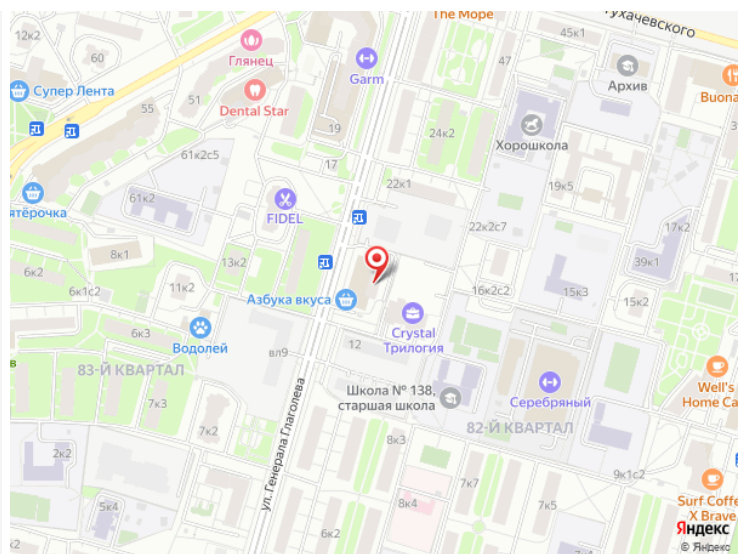 The Mope
Тухачевского
45к1
12к2
60
Глянец
Garm
Архив
Buona
Супер Лента
51
55
Dental Star
19
24к2
Хорошкола
61к2с5
17
22к1
19к5
61к2
FIDEL
22к2с7
17к2
ятёрочка
8к1
39к1
6к2
13к2
11к2
16к2с2
15к3
15к2
6к1с2
Азбука вкуса
Crystal
Трилогия
6к3
Водолей
вл9
12
83-Й КВАРТАЛ
Школа № 138,
старшая школа
Серебряный
Well's
Home Ca
7к3
7к2
ул. Генерала Глаголева
82-Й КВАРТАЛ
8к3
2к2
9к1с2
7к7
7к5
5к4
8к4
6к2
Surf Coffe
X Brave
Яндекс
© Яндекс